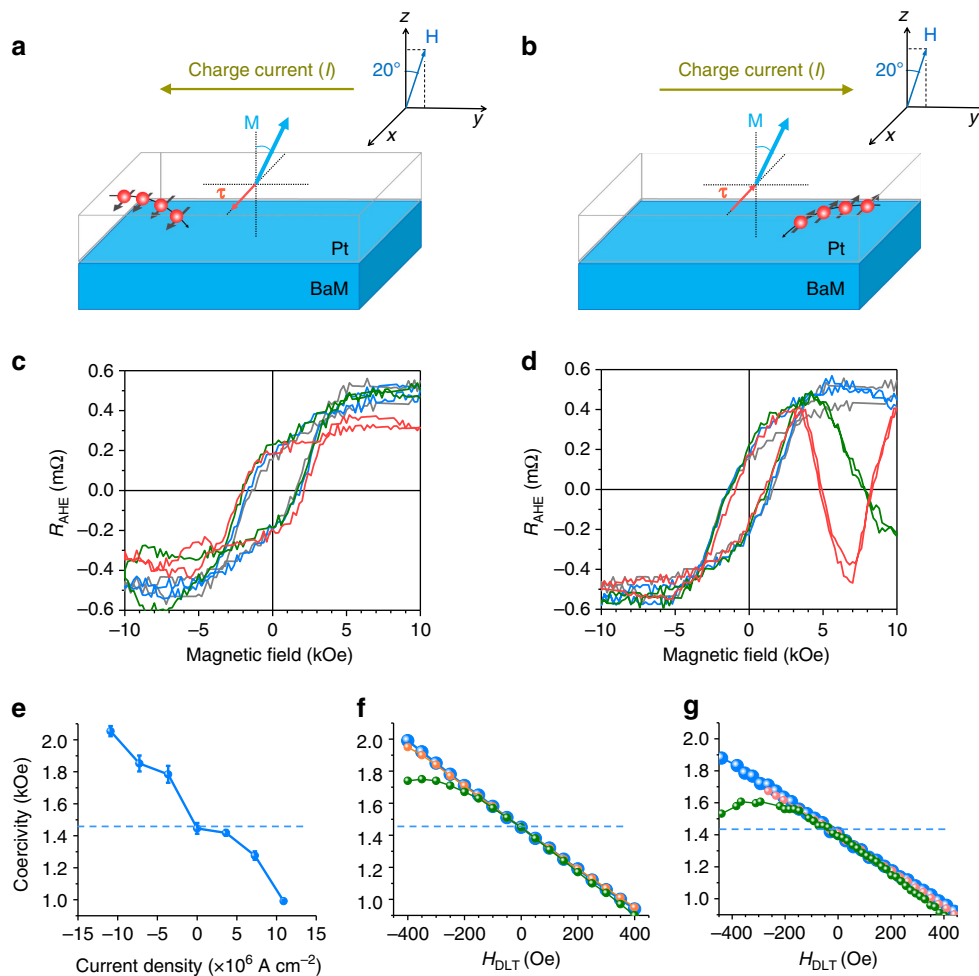 a
z
H
20°
y
x
Charge current (I)
M
τ
Pt
BaM
b
z
H
20°
y
x
Charge current (I)
M
τ
Pt
BaM
c
0.6
0.4
0.2
0.0
−0.2
−0.4
−0.6
R_AHE (mΩ)
−10 −5 0 5 10
Magnetic field (kOe)
d
0.6
0.4
0.2
0.0
−0.2
−0.4
−0.6
R_AHE (mΩ)
−10 −5 0 5 10
Magnetic field (kOe)
e
2.0
1.8
1.6
1.4
1.2
1.0
Coercivity (kOe)
−15 −10 −5 0 5 10 15
Current density (×10⁶ A cm⁻²)
f
2.0
1.8
1.6
1.4
1.2
1.0
−400 −200 0 200 400
H_DLT (Oe)
g
2.0
1.8
1.6
1.4
1.2
1.0
−400 −200 0 200 400
H_DLT (Oe)